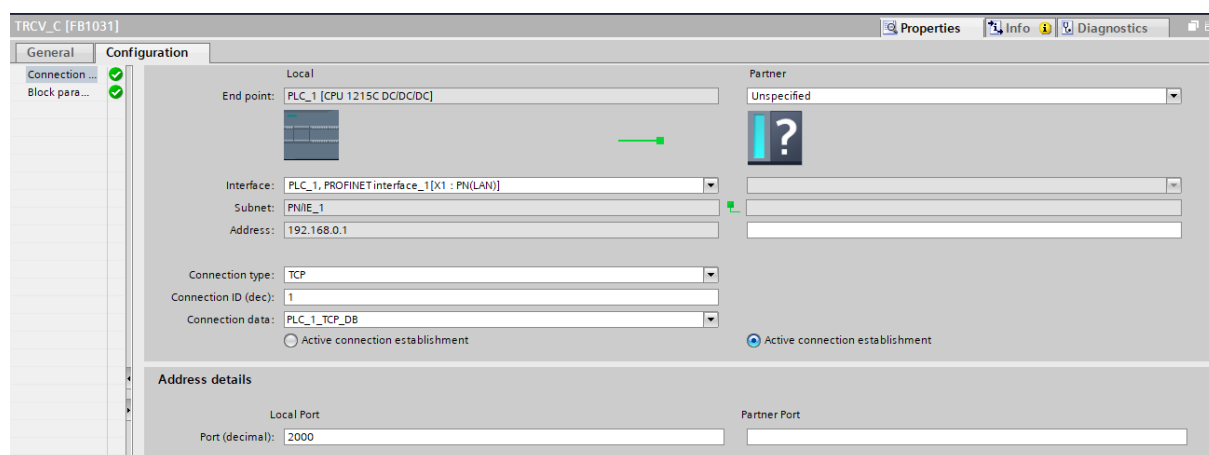 TRCV_C [FB1031]
Properties Info Diagnostics
General Configuration
Connection ...
Block para...
Local Partner
End point: PLC_1 [CPU 1215C DC/DC/DC] Unspecified
?
Interface: PLC_1, PROFINET interface_1[X1 : PN(LAN)]
Subnet: PN/IE_1
Address: 192.168.0.1
Connection type: TCP
Connection ID (dec): 1
Connection data: PLC_1_TCP_DB
Active connection establishment Active connection establishment
Address details
Local Port Partner Port
Port (decimal): 2000